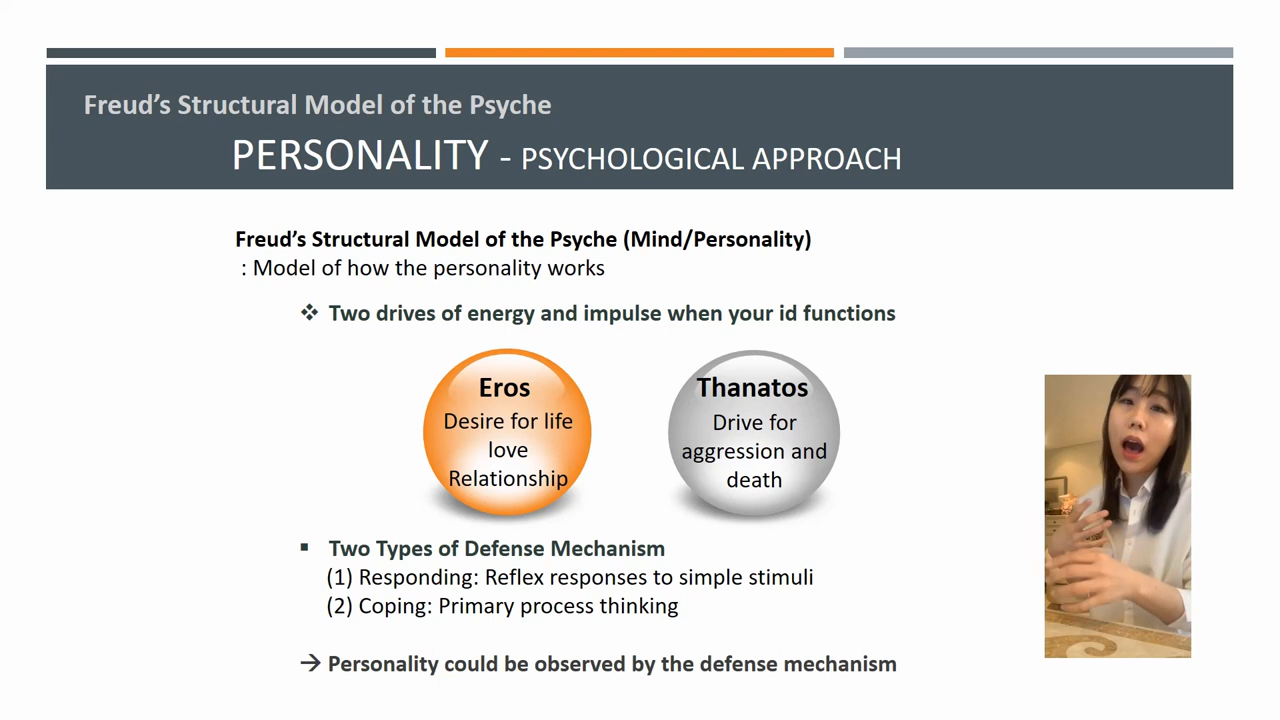 Freud’s Structural Model of the Psyche
PERSONALITY - PSYCHOLOGICAL APPROACH
Freud’s Structural Model of the Psyche (Mind/Personality)
: Model of how the personality works
❖ Two drives of energy and impulse when your id functions
Eros
Desire for life
love
Relationship
Thanatos
Drive for
aggression and
death
▪ Two Types of Defense Mechanism
(1) Responding: Reflex responses to simple stimuli
(2) Coping: Primary process thinking
→ Personality could be observed by the defense mechanism